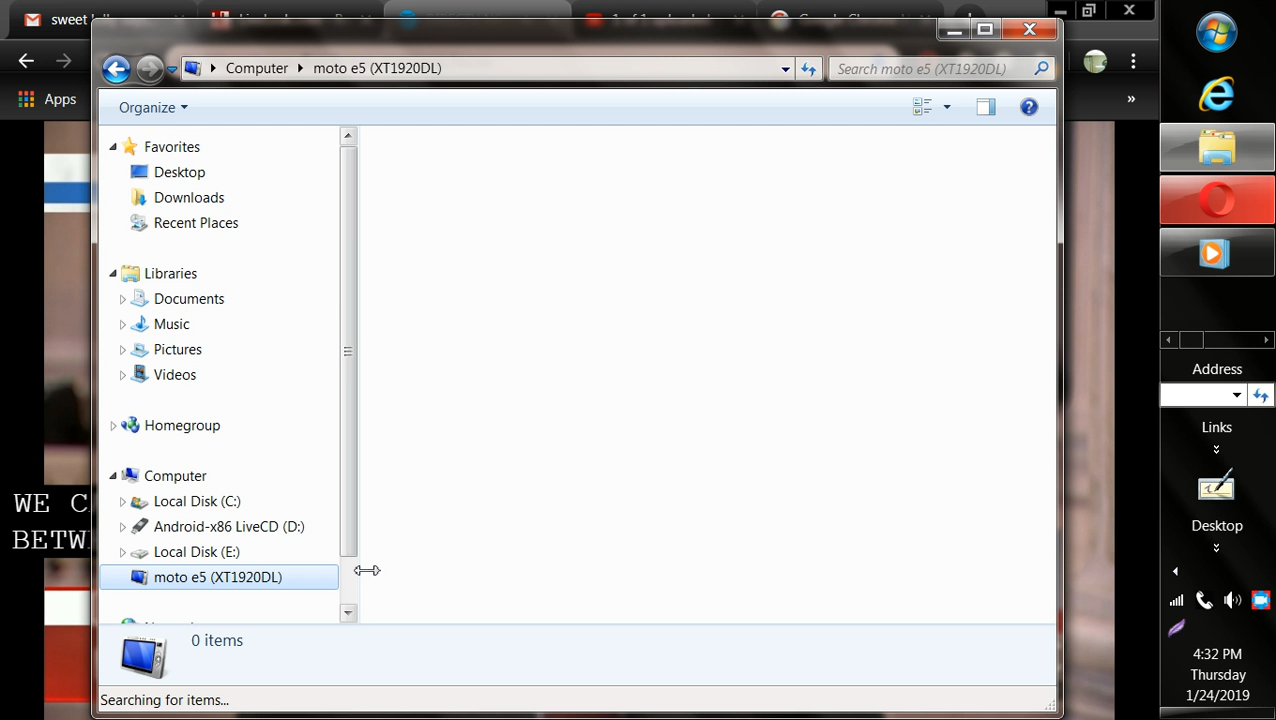 sweet
Computer
moto e5 (XT1920DL)
Search moto e5 (XT1920DL)
Apps
»
Organize
Favorites
Desktop
Downloads
Recent Places
Libraries
Documents
Music
Pictures
Videos
Homegroup
Computer
Local Disk (C:)
Android-x86 LiveCD (D:)
Local Disk (E:)
moto e5 (XT1920DL)
0 items
Searching for items...
WE
BETW
Address
Links
Desktop
4:32 PM
Thursday
1/24/2019